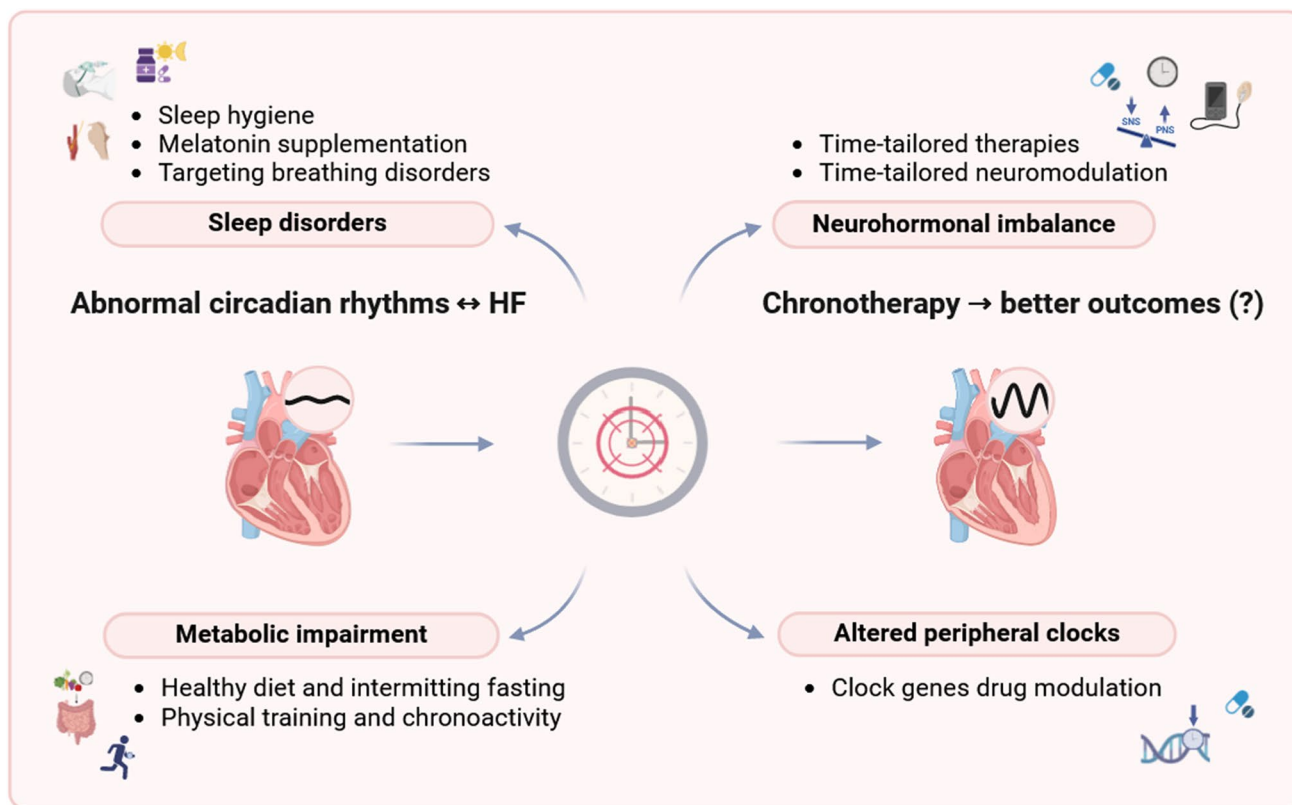 Sleep hygiene
Melatonin supplementation
Targeting breathing disorders
Sleep disorders
SNS
PNS
Time-tailored therapies
Time-tailored neuromodulation
Neurohormonal imbalance
Abnormal circadian rhythms ↔ HF
Chronotherapy → better outcomes (?)
Metabolic impairment
Healthy diet and intermitting fasting
Physical training and chronoactivity
Altered peripheral clocks
Clock genes drug modulation